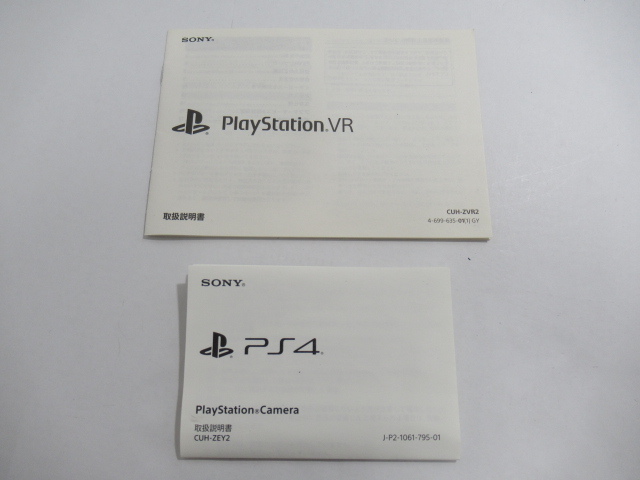 SONY®
PlayStation®VR
取扱説明書
CUH-ZVR2
SONY®
PS4®
PlayStation®Camera
取扱説明書
CUH-ZEY2
J-P2-1061-795-01